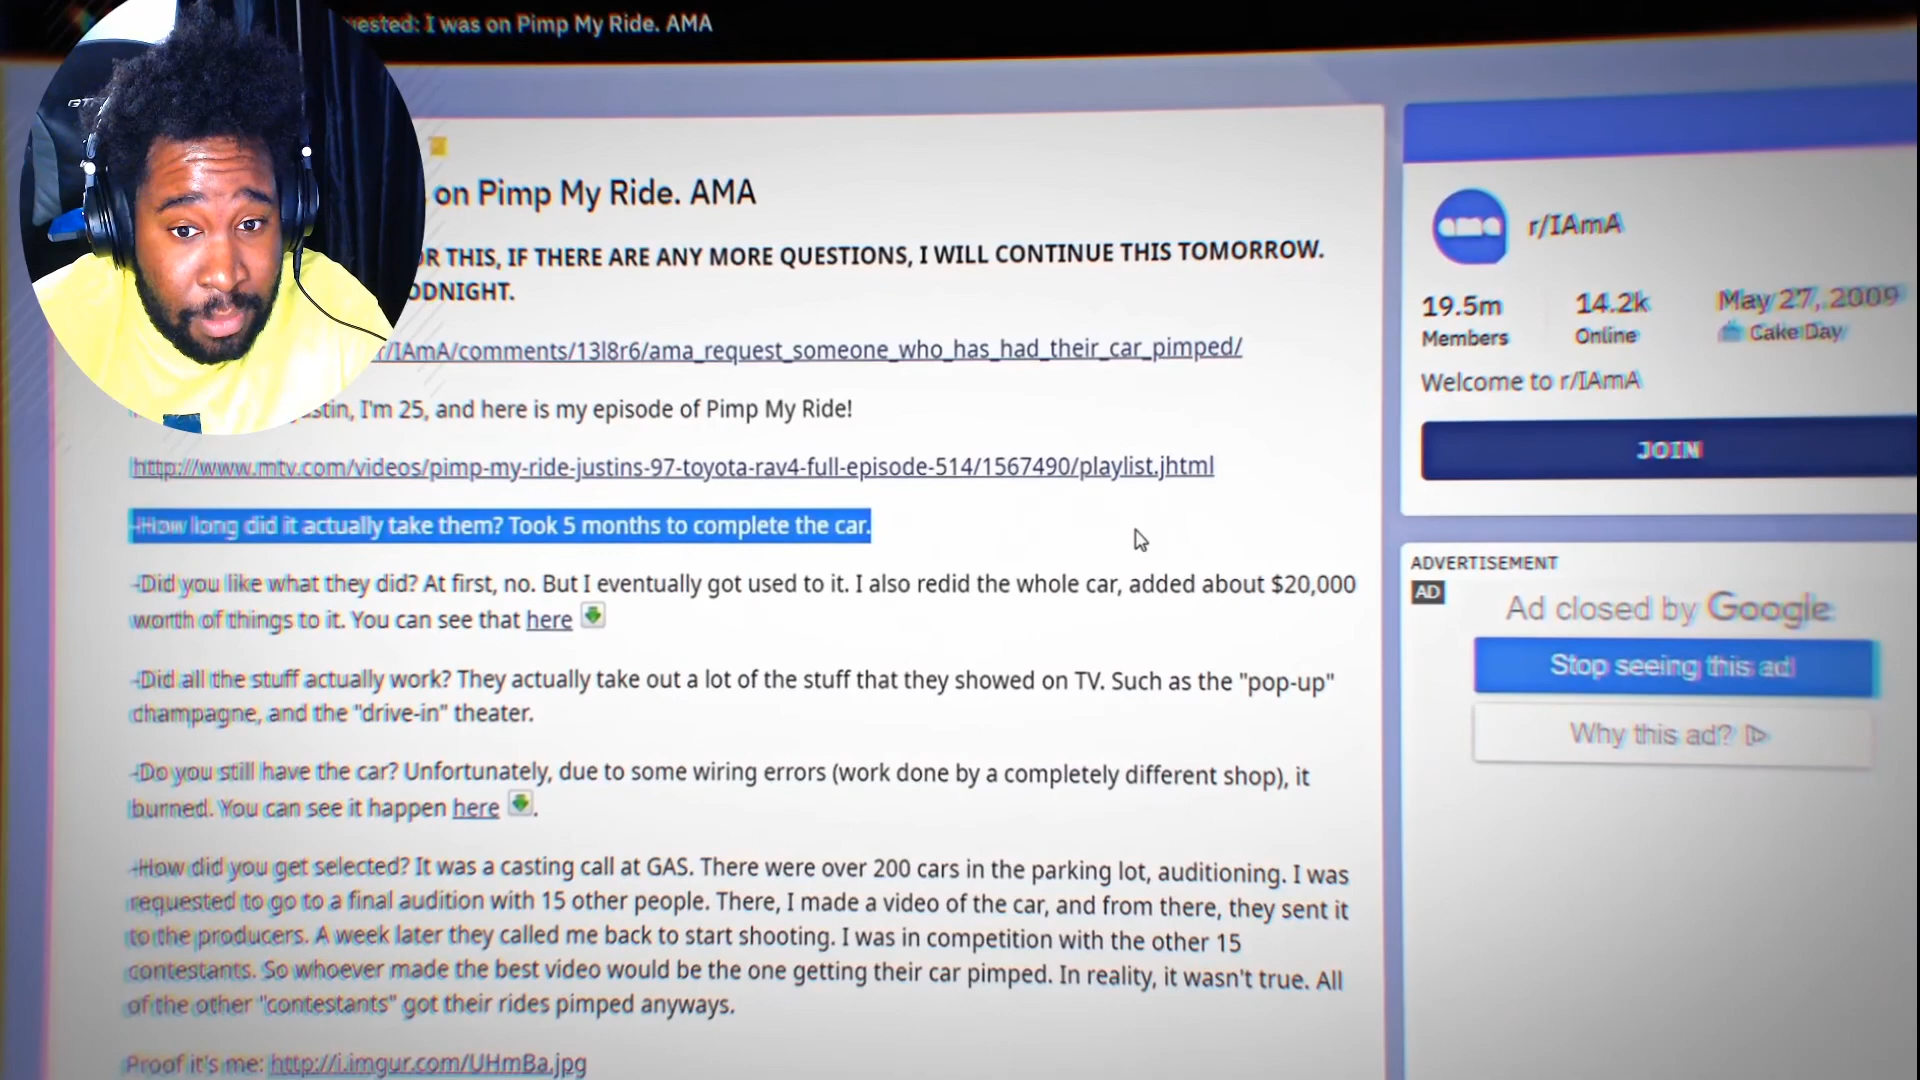 uested: I was on Pimp My Ride. AMA
on Pimp My Ride. AMA
OR THIS, IF THERE ARE ANY MORE QUESTIONS, I WILL CONTINUE THIS TOMORROW.
ODNIGHT.
r/IAmA/comments/13l8r6/ama_request_someone_who_has_had_their_car_pimped/
stin, I'm 25, and here is my episode of Pimp My Ride!
http://www.mtv.com/videos/pimp-my-ride-justins-97-toyota-rav4-full-episode-514/1567490/playlist.jhtml
-How long did it actually take them? Took 5 months to complete the car.
-Did you like what they did? At first, no. But I eventually got used to it. I also redid the whole car, added about $20,000
worth of things to it. You can see that here
-Did all the stuff actually work? They actually take out a lot of the stuff that they showed on TV. Such as the "pop-up"
champagne, and the "drive-in" theater.
-Do you still have the car? Unfortunately, due to some wiring errors (work done by a completely different shop), it
burned. You can see it happen here.
-How did you get selected? It was a casting call at GAS. There were over 200 cars in the parking lot, auditioning. I was
requested to go to a final audition with 15 other people. There, I made a video of the car, and from there, they sent it
to the producers. A week later they called me back to start shooting. I was in competition with the other 15
contestants. So whoever made the best video would be the one getting their car pimped. In reality, it wasn't true. All
of the other "contestants" got their rides pimped anyways.
Proof it's me: http://i.imgur.com/UHmBa.jpg
ama
r/IAmA
19.5m 14.2k May 27, 2009
Members Online Cake Day
Welcome to r/IAmA
JOIN
ADVERTISEMENT
AD
Ad closed by Google
Stop seeing this ad
Why this ad?